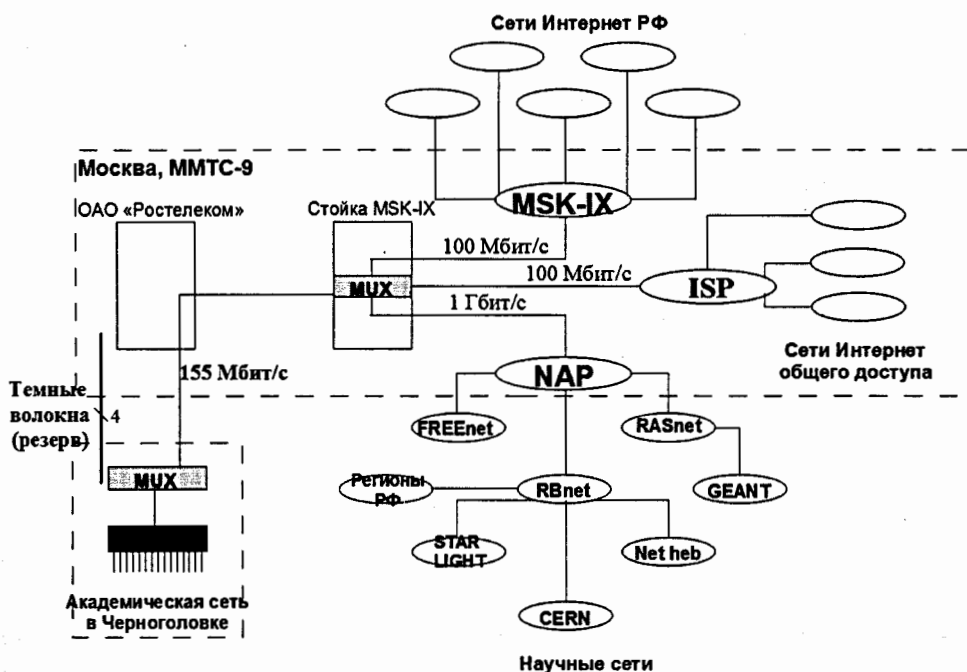 Сети Интернет РФ
Москва, ММТС-9
ОАО «Ростелеком»
Стойка MSK-IX
MSK-IX
100 Мбит/с
100 Мбит/с
MUX
ISP
1 Гбит/с
Сети Интернет
общего доступа
155 Мбит/с
NAP
Темные
волокна
(резерв)
4
FREEnet
RASnet
MUX
Регионы
РФ
RBnet
GEANT
STAR
LIGHT
Net heb
Академическая сеть
в Черноголовке
CERN
Научные сети